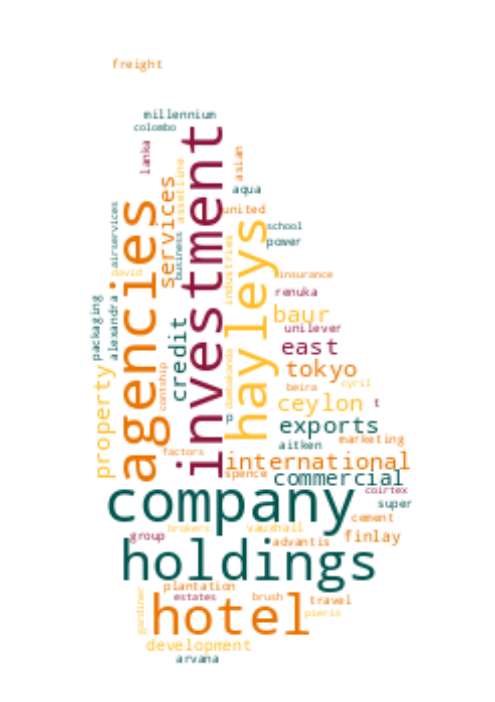 freight
millennium
colombo
lanka
investment
asian
assetline
services
aqua
agencies
united
airservices
hayleys
school
business
power
industries
david
insurance
renuka
packaging
alexandra
baur
credit
unilever
east
dambakanda
property
tokyo
contship
beira
cyril
ceylon
t
p
exports
aitken
marketing
factors
international
spence
commercial
company
coirtex
super
cement
brokers
vauxhall
group
finlay
advantis
holdings
plantation
gardiner
estates
brush
travel
hotel
pieris
development
arvana